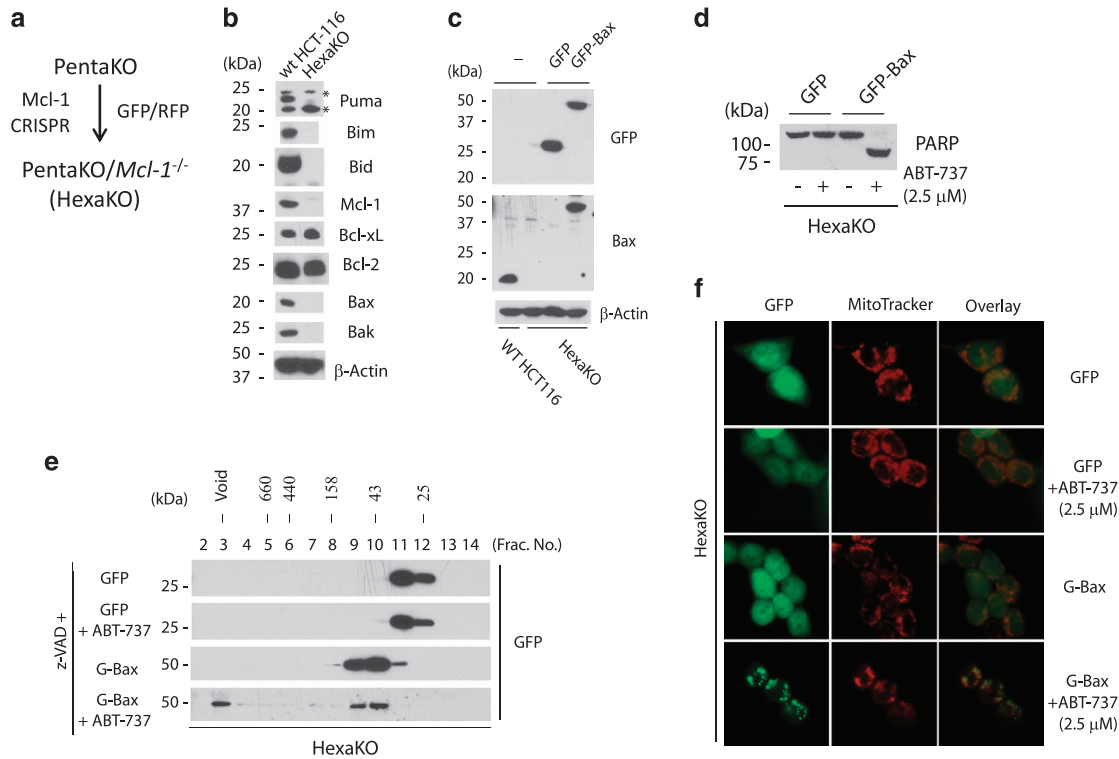 a
PentaKO
Mcl-1
CRISPR
GFP/RFP
PentaKO/Mcl-1-/-
(HexaKO)
b
wt HCT-116
HexaKO
(kDa)
25 -
20 -
*
*
Puma
25 -
Bim
20 -
Bid
37 -
Mcl-1
25 -
Bcl-xL
25 -
Bcl-2
20 -
Bax
25 -
Bak
50 -
37 -
β-Actin
c
– GFP GFP-Bax
(kDa)
50 -
37 -
25 -
20 -
GFP
50 -
37 -
25 -
20 -
Bax
β-Actin
WT HCT116
HexaKO
d
GFP GFP-Bax
(kDa)
100 -
75 -
PARP
- + - +
ABT-737
(2.5 μM)
HexaKO
e
(kDa) Void 660 440 158 43 25
2 3 4 5 6 7 8 9 10 11 12 13 14 (Frac. No.)
z-VAD +
GFP 25 -
GFP
+ ABT-737
25 -
G-Bax 50 -
G-Bax
+ ABT-737
50 -
GFP
HexaKO
f
GFP MitoTracker Overlay
HexaKO
GFP
GFP
+ABT-737
(2.5 μM)
G-Bax
G-Bax
+ABT-737
(2.5 μM)